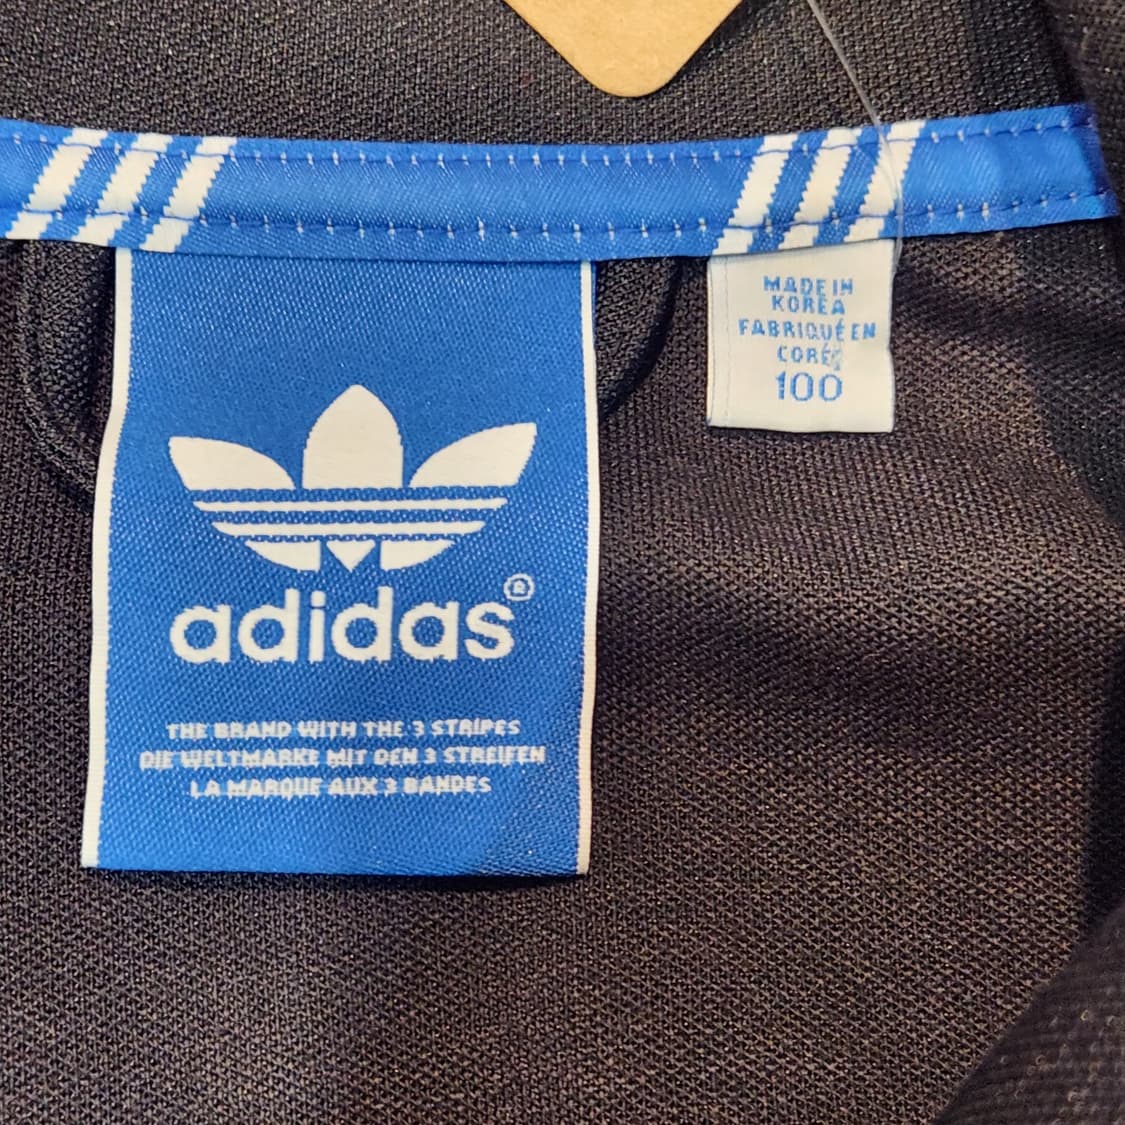 adidas®
THE BRAND WITH THE 3 STRIPES
DIE WELTMARKE MIT DEN 3 STREIFEN
LA MARQUE AUX 3 BANDES
MADE IN
KOREA
FABRIQUÉ EN
CORÉE
100